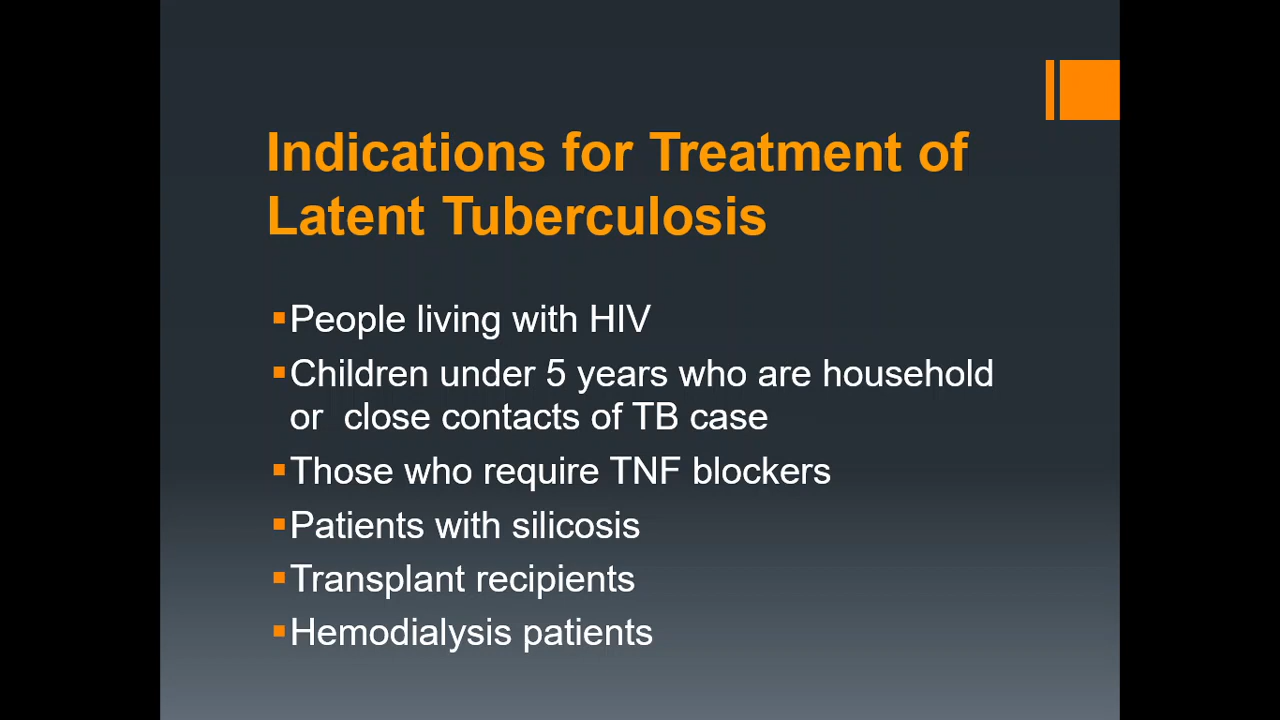 Indications for Treatment of
Latent Tuberculosis
▪People living with HIV
▪Children under 5 years who are household
or  close contacts of TB case
▪Those who require TNF blockers
▪Patients with silicosis
▪Transplant recipients
▪Hemodialysis patients